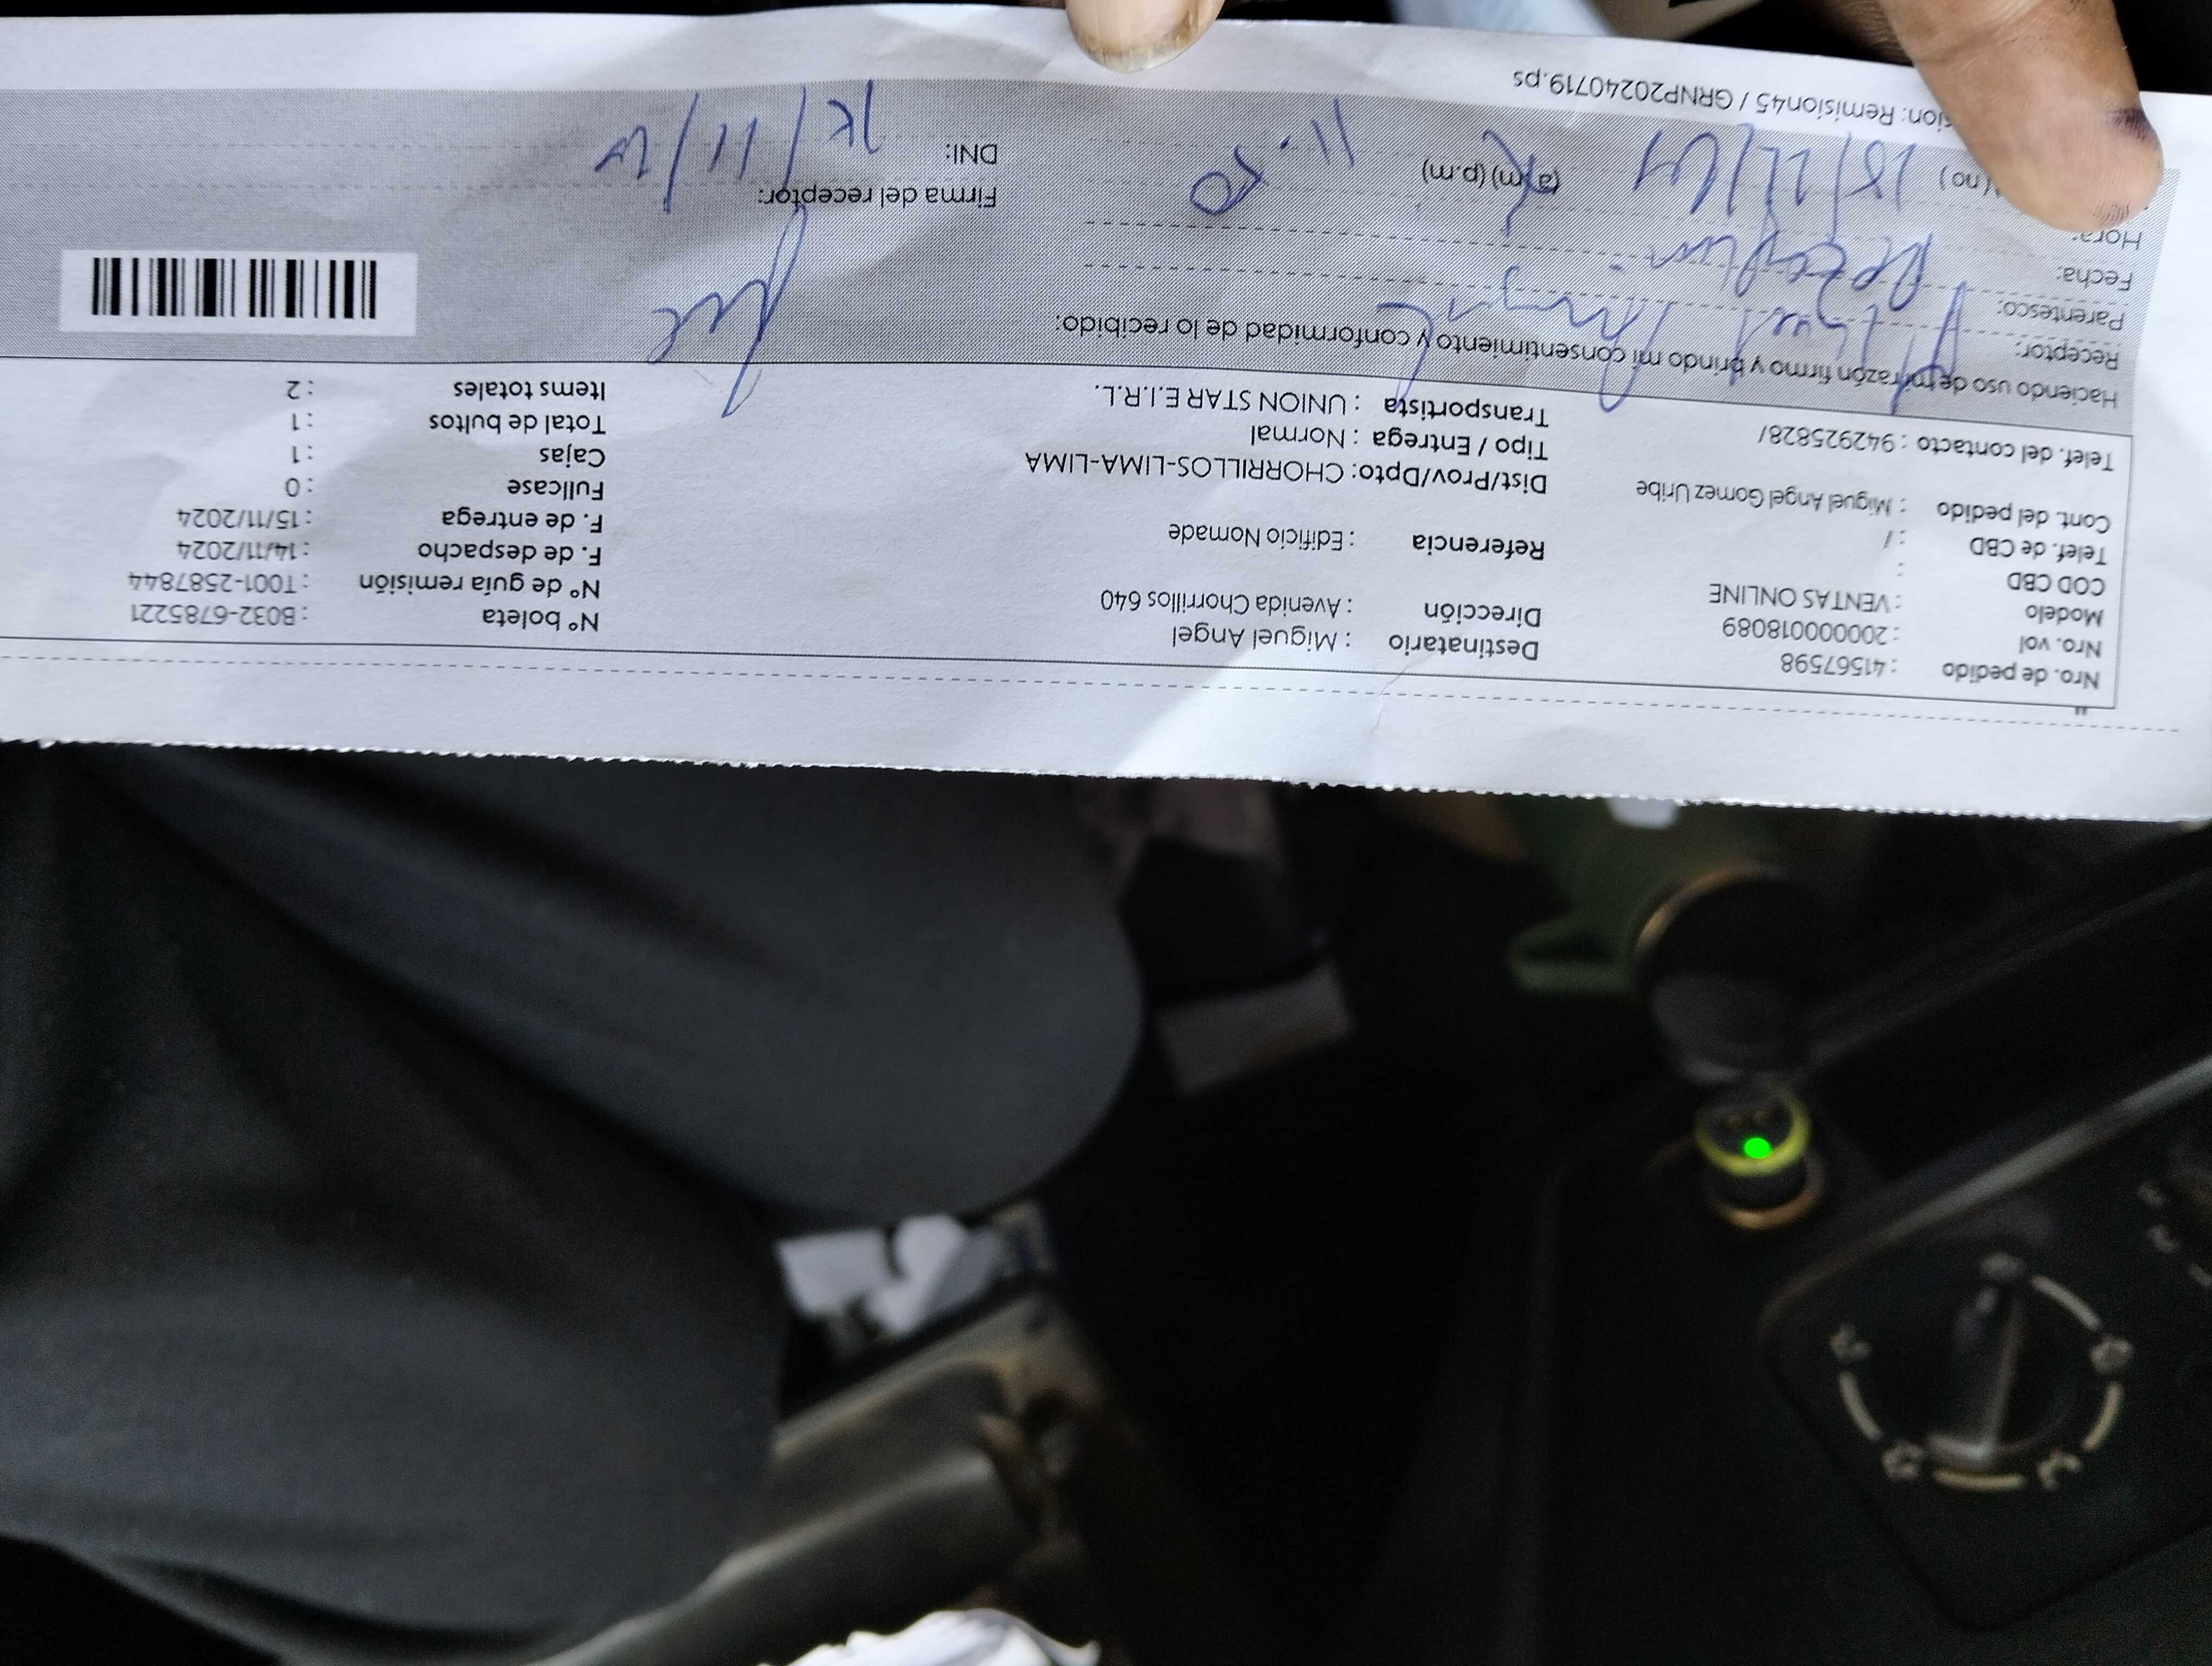 Nro. de pedido : 41567598
Nro. vol : 20000018089
Modelo : VENTAS ONLINE
COD CBD :
Telef. de CBD : /
Cont. del pedido : Miguel Angel Gomez Uribe
Telef. del contacto : 942925828/
Destinatario : Miguel Angel
Dirección : Avenida Chorrillos 640
Referencia : Edificio Nomade
Dist/Prov/Dpto: CHORRILLOS-LIMA-LIMA
Tipo / Entrega : Normal
Transportista : UNION STAR E.I.R.L.
N° boleta : B032-6785221
N° de guía remisión : T001-2587844
F. de despacho : 14/11/2024
F. de entrega : 15/11/2024
Fullcase : 0
Cajas : 1
Total de bultos : 1
Items totales : 2
Haciendo uso de mi razón firmo y brindo mi consentimiento y conformidad de lo recibido:
Receptor:
Parentesco:
Fecha:
Hora: (a.m) (p.m)
Firma del receptor:
DNI:
Remision45 / GRNP20240719.ps